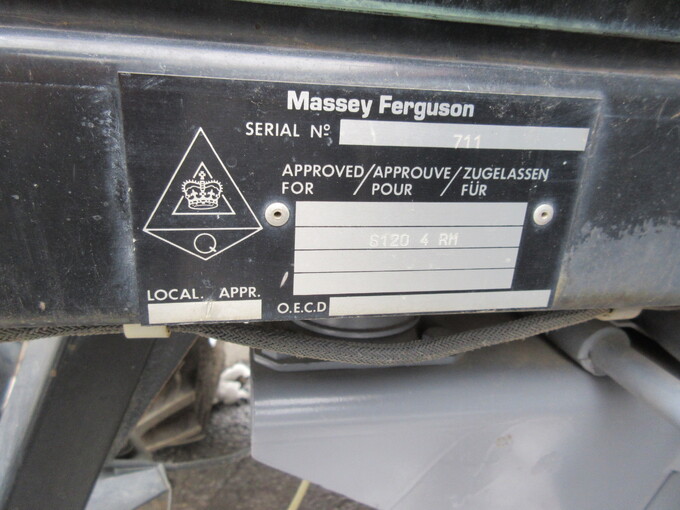 Massey Ferguson
SERIAL Nº 711
APPROVED/APPROUVE/ZUGELASSEN
FOR /POUR /FÜR
6120 4 RM
Q
LOCAL. APPR.
O.E.C.D